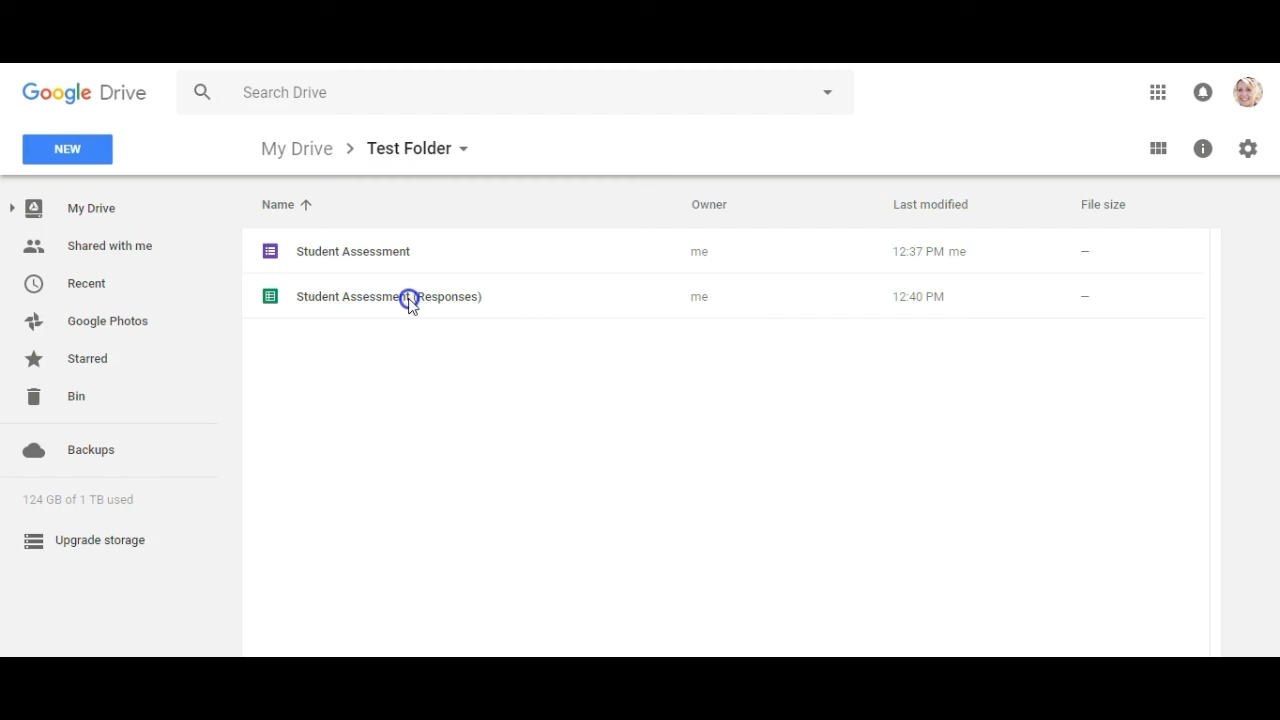 Google Drive
Search Drive
NEW
My Drive > Test Folder
My Drive
Shared with me
Recent
Google Photos
Starred
Bin
Backups
124 GB of 1 TB used
Upgrade storage
Name Owner Last modified File size
Student Assessment me 12:37 PM me –
Student Assessment (Responses) me 12:40 PM –